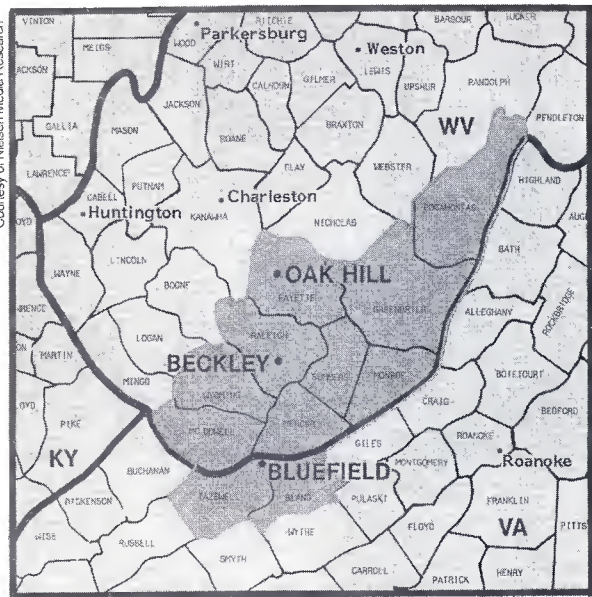 Courtesy of Nielsen Media Research
VINTON
MEIGS
JACKSON
GALLIA
LAWRENCE
WOOD
RITCHIE
Parkersburg
WIRT
CALHOUN
GILMER
Weston
LEWIS
UPSHUR
BARBOUR
TUCKER
RANDOLPH
WV
PENDLETON
JACKSON
MASON
ROANE
BRAXTON
WEBSTER
PUTNAM
CABELL
Huntington
KANAWHA
Charleston
CLAY
NICHOLAS
POCAHONTAS
HIGHLAND
AUG
BATH
ROCKBRIDGE
WAYNE
LINCOLN
BOONE
OAK HILL
FAYETTE
GREENBRIER
ALLEGHANY
LOGAN
RALEIGH
BECKLEY
SUMMERS
MONROE
BOTETOURT
MARTIN
MINGO
WYOMING
CRAIG
BEDFORD
PIKE
KY
MC DOWELL
MERCER
GILES
ROANOKE
Roanoke
BUCHANAN
BLUEFIELD
MONTGOMERY
DICKENSON
TAZEWELL
BLAND
PULASKI
FRANKLIN
VA
PITTS
WISE
RUSSELL
WYTHE
FLOYD
SMYTH
CARROLL
PATRICK
HENRY